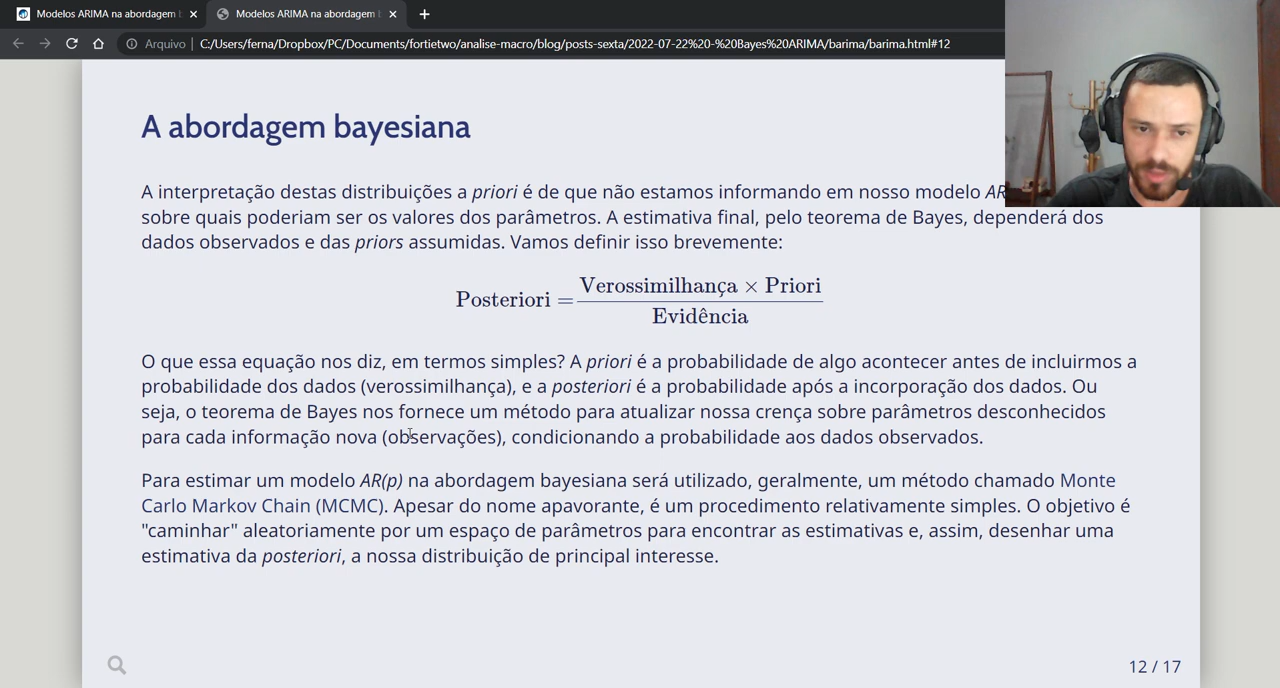 Modelos ARIMA na abordagem
Modelos ARIMA na abordagem
Arquivo | C:/Users/ferna/Dropbox/PC/Documents/fortietwo/analise-macro/blog/posts-sexta/2022-07-22%20-%20Bayes%20ARIMA/barima/barima.html#12
A abordagem bayesiana
A interpretação destas distribuições a priori é de que não estamos informando em nosso modelo
sobre quais poderiam ser os valores dos parâmetros. A estimativa final, pelo teorema de Bayes, dependerá dos
dados observados e das priors assumidas. Vamos definir isso brevemente:
Posteriori = Verossimilhança × Priori
Evidência
O que essa equação nos diz, em termos simples? A priori é a probabilidade de algo acontecer antes de incluirmos a
probabilidade dos dados (verossimilhança), e a posteriori é a probabilidade após a incorporação dos dados. Ou
seja, o teorema de Bayes nos fornece um método para atualizar nossa crença sobre parâmetros desconhecidos
para cada informação nova (observações), condicionando a probabilidade aos dados observados.
Para estimar um modelo AR(p) na abordagem bayesiana será utilizado, geralmente, um método chamado Monte
Carlo Markov Chain (MCMC). Apesar do nome apavorante, é um procedimento relativamente simples. O objetivo é
"caminhar" aleatoriamente por um espaço de parâmetros para encontrar as estimativas e, assim, desenhar uma
estimativa da posteriori, a nossa distribuição de principal interesse.
12 / 17